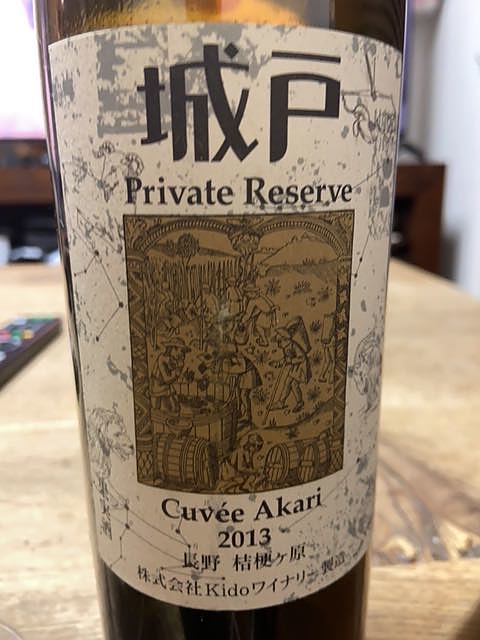 城戸
Private Reserve
Cuvée Akari
2013
長野 桔梗ヶ原
株式会社Kidoワイナリー 製造